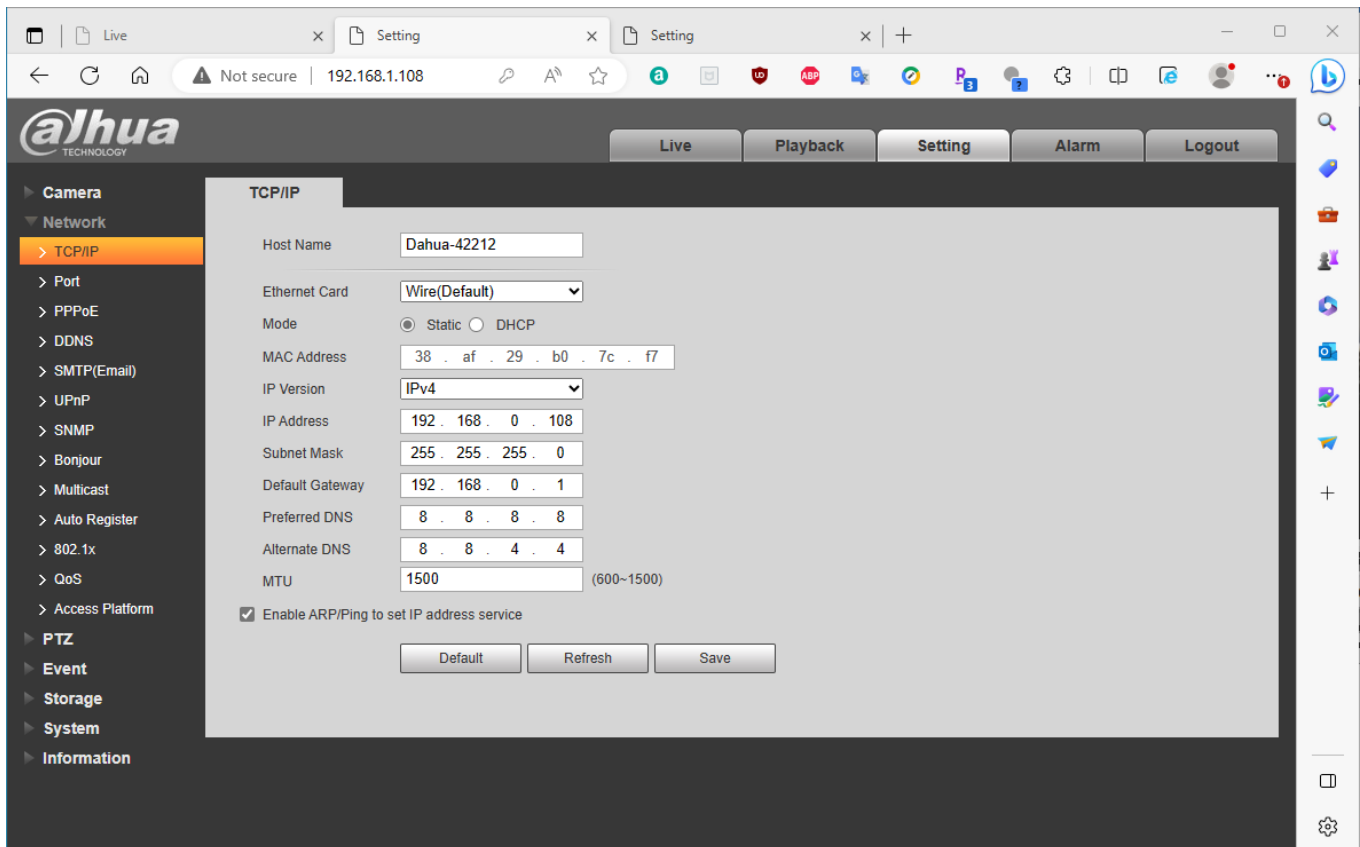 Live Setting Setting
Not secure 192.168.1.108
a ABP 3 ?
alhua
TECHNOLOGY
Live Playback Setting Alarm Logout
Camera
Network
TCP/IP
Port
PPPoE
DDNS
SMTP(Email)
UPnP
SNMP
Bonjour
Multicast
Auto Register
802.1x
QoS
Access Platform
PTZ
Event
Storage
System
Information
TCP/IP
Host Name Dahua-42212
Ethernet Card Wire(Default)
Mode Static DHCP
MAC Address 38 . af . 29 . b0 . 7c . f7
IP Version IPv4
IP Address 192 . 168 . 0 . 108
Subnet Mask 255 . 255 . 255 . 0
Default Gateway 192 . 168 . 0 . 1
Preferred DNS 8 . 8 . 8 . 8
Alternate DNS 8 . 8 . 4 . 4
MTU 1500 (600~1500)
Enable ARP/Ping to set IP address service
Default Refresh Save